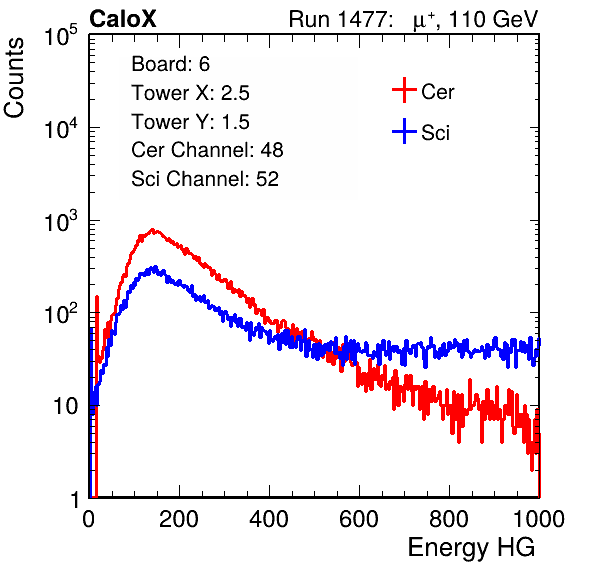 CaloX Run 1477: μ⁺, 110 GeV
Counts
10⁵
10⁴
10³
10²
10
1
Board: 6
Tower X: 2.5
Tower Y: 1.5
Cer Channel: 48
Sci Channel: 52
Cer
Sci
0 200 400 600 800 1000
Energy HG